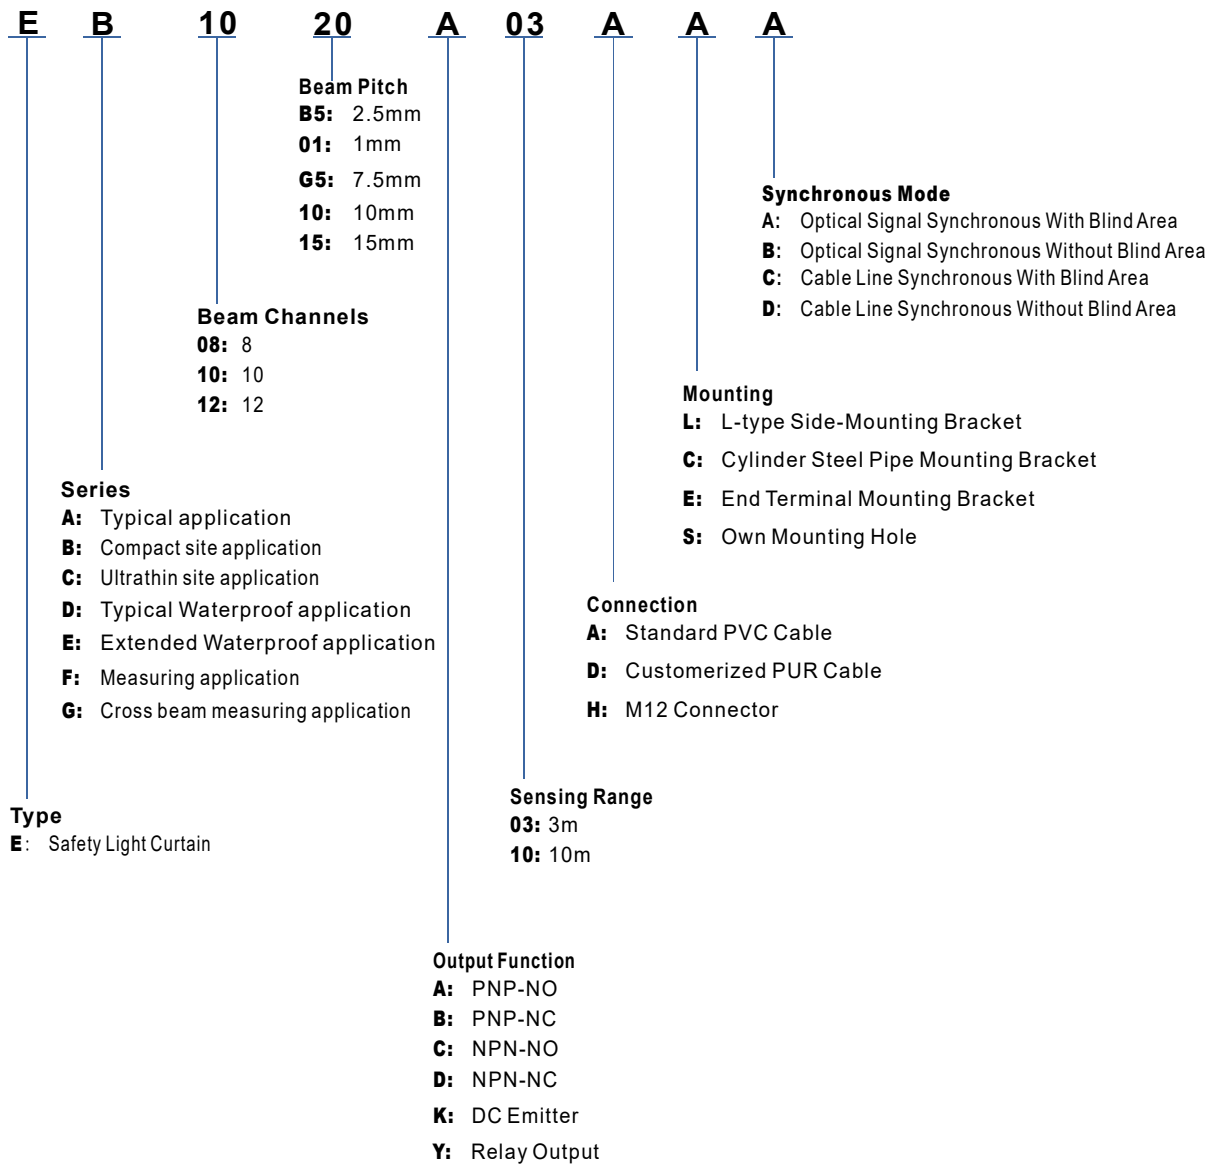 E B 10 20 A 03 A A A
Beam Pitch
B5: 2.5mm
01: 1mm
G5: 7.5mm
10: 10mm
15: 15mm
Synchronous Mode
A: Optical Signal Synchronous With Blind Area
B: Optical Signal Synchronous Without Blind Area
C: Cable Line Synchronous With Blind Area
D: Cable Line Synchronous Without Blind Area
Beam Channels
08: 8
10: 10
12: 12
Mounting
L: L-type Side-Mounting Bracket
C: Cylinder Steel Pipe Mounting Bracket
E: End Terminal Mounting Bracket
S: Own Mounting Hole
Series
A: Typical application
B: Compact site application
C: Ultrathin site application
D: Typical Waterproof application
E: Extended Waterproof application
F: Measuring application
G: Cross beam measuring application
Connection
A: Standard PVC Cable
D: Customerized PUR Cable
H: M12 Connector
Type
E: Safety Light Curtain
Sensing Range
03: 3m
10: 10m
Output Function
A: PNP-NO
B: PNP-NC
C: NPN-NO
D: NPN-NC
K: DC Emitter
Y: Relay Output